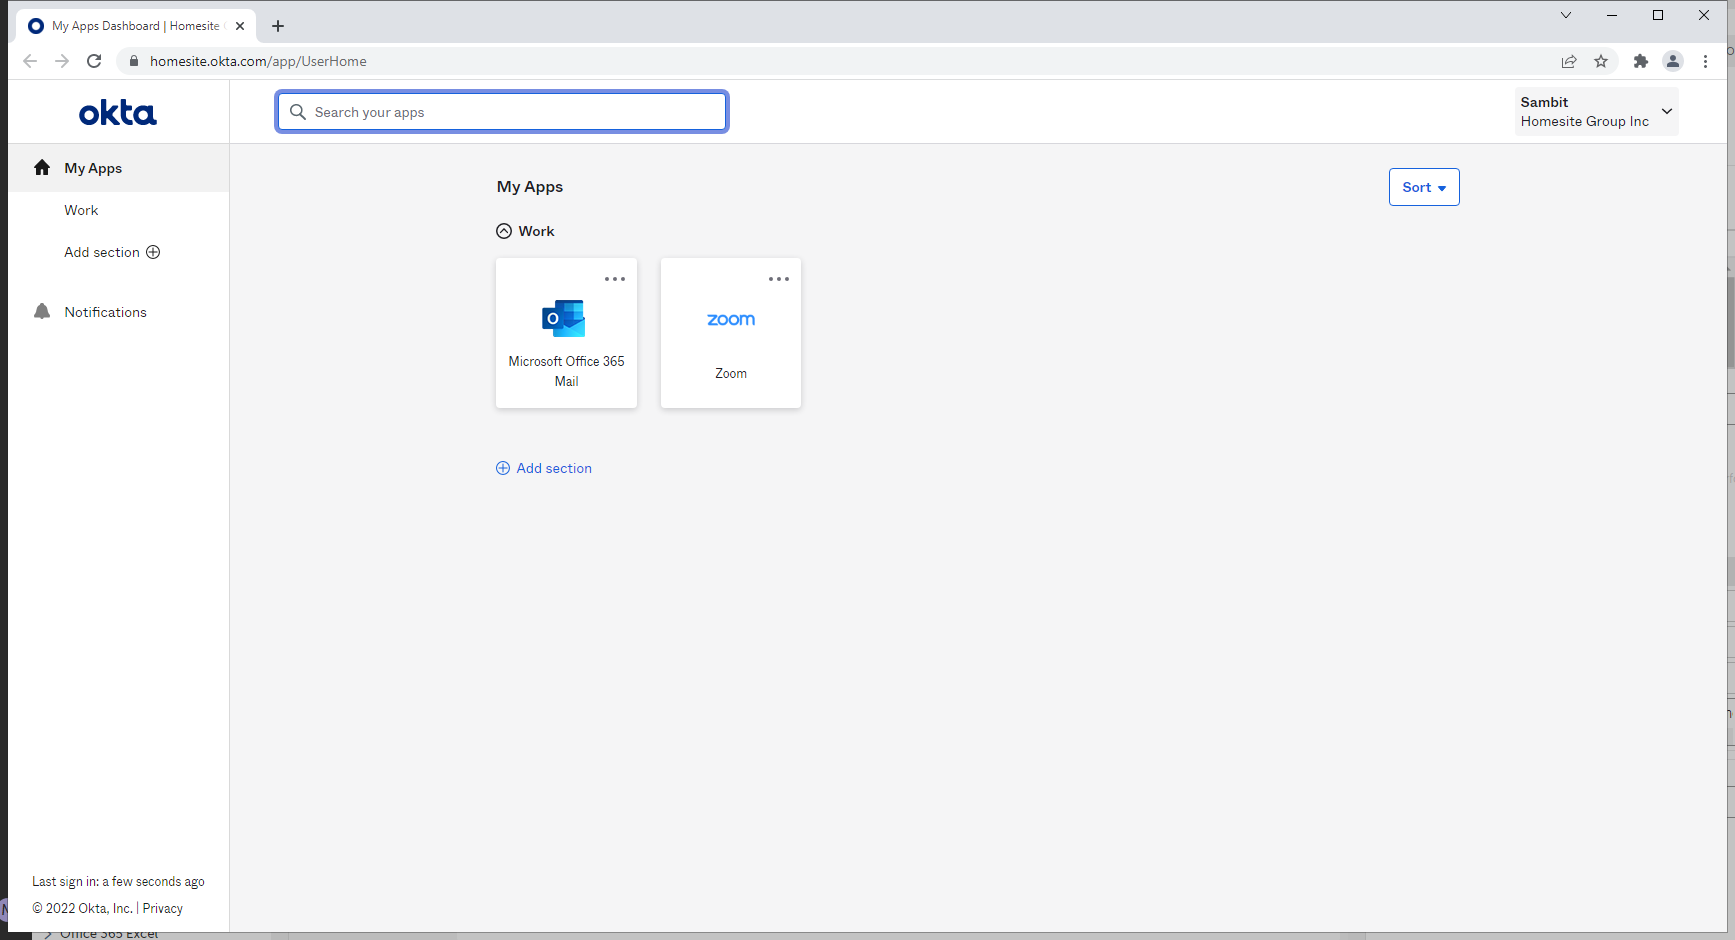 My Apps Dashboard | Homesite
homesite.okta.com/app/UserHome
okta
Search your apps
Sambit
Homesite Group Inc
My Apps
Work
Add section
Notifications
My Apps
Sort
Work
Microsoft Office 365
Mail
zoom
Zoom
Add section
Last sign in: a few seconds ago
© 2022 Okta, Inc. | Privacy
Office 365 Excel